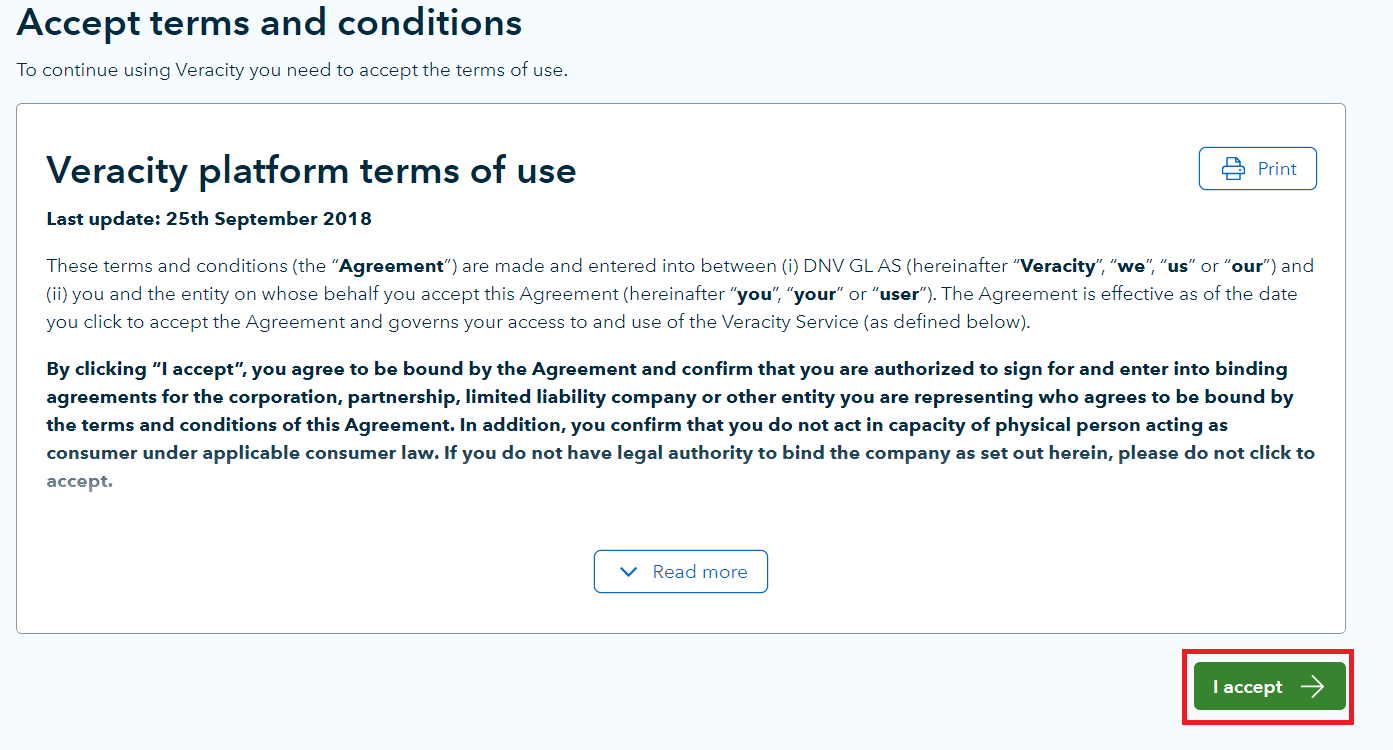 Accept terms and conditions
To continue using Veracity you need to accept the terms of use.
Veracity platform terms of use
Print
Last update: 25th September 2018
These terms and conditions (the “Agreement”) are made and entered into between (i) DNV GL AS (hereinafter “Veracity”, “we”, “us” or “our”) and
(ii) you and the entity on whose behalf you accept this Agreement (hereinafter “you”, “your” or “user”). The Agreement is effective as of the date
you click to accept the Agreement and governs your access to and use of the Veracity Service (as defined below).
By clicking “I accept”, you agree to be bound by the Agreement and confirm that you are authorized to sign for and enter into binding
agreements for the corporation, partnership, limited liability company or other entity you are representing who agrees to be bound by
the terms and conditions of this Agreement. In addition, you confirm that you do not act in capacity of physical person acting as
consumer under applicable consumer law. If you do not have legal authority to bind the company as set out herein, please do not click to
accept.
Read more
I accept